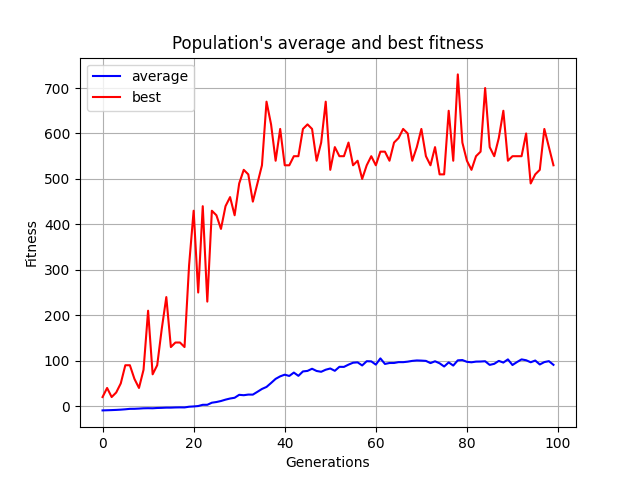 Population's average and best fitness
average
best
700
600
500
400
300
200
100
0
Fitness
0 20 40 60 80 100
Generations